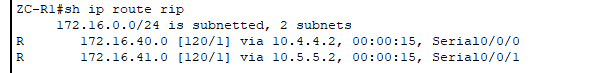 ZC-R1#sh ip route rip
172.16.0.0/24 is subnetted, 2 subnets
R 172.16.40.0 [120/1] via 10.4.4.2, 00:00:15, Serial0/0/0
R 172.16.41.0 [120/1] via 10.5.5.2, 00:00:15, Serial0/0/1